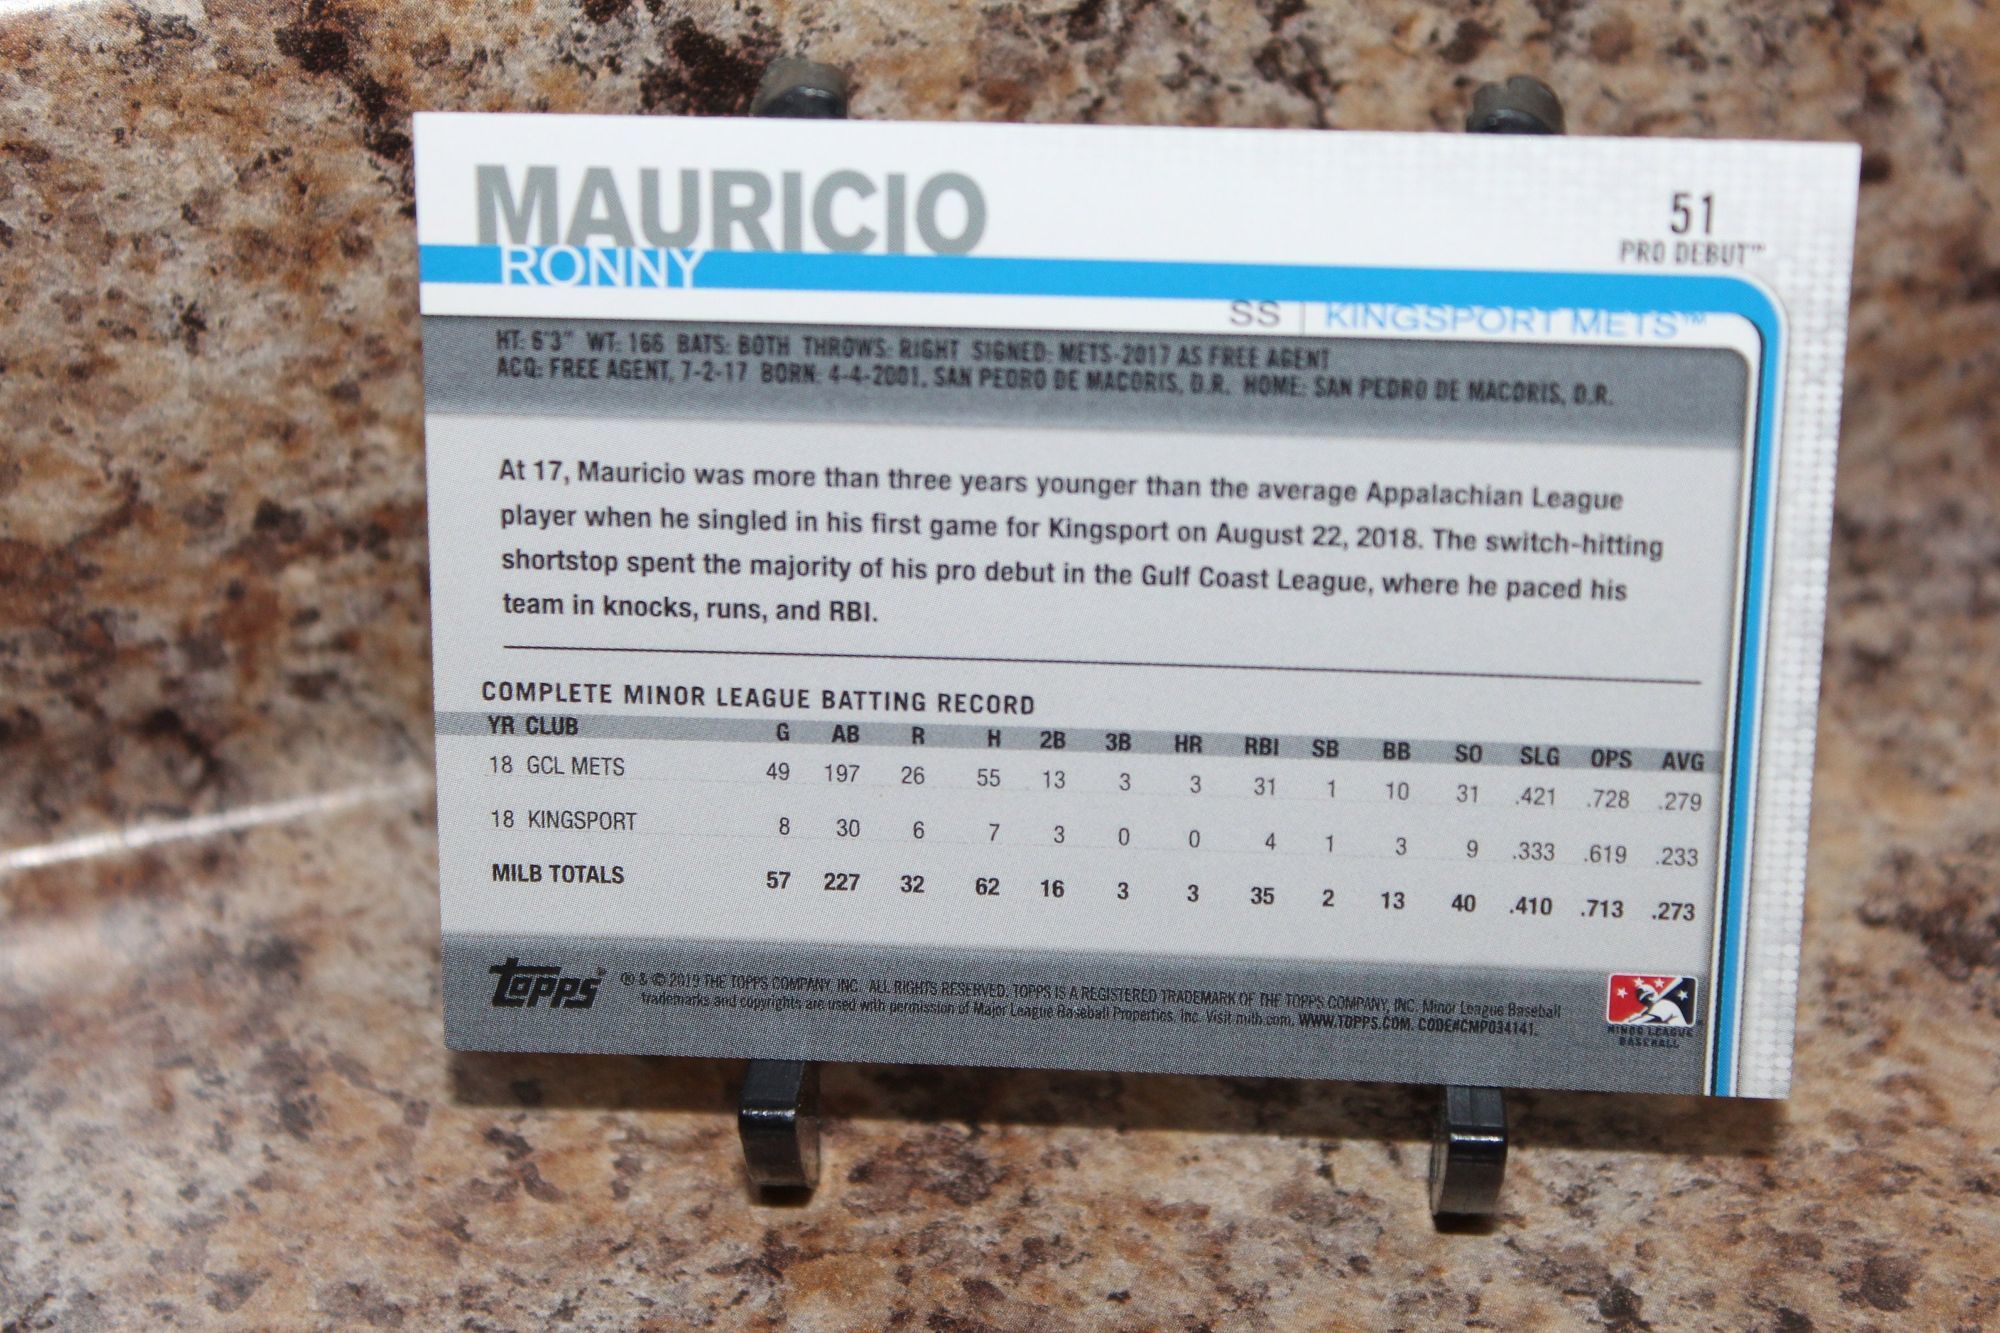 MAURICIO
RONNY
51
PRO DEBUT™
SS | KINGSPORT METS™
HT: 6'3" WT: 166 BATS: BOTH THROWS: RIGHT SIGNED: METS-2017 AS FREE AGENT
ACQ: FREE AGENT, 7-2-17 BORN: 4-4-2001, SAN PEDRO DE MACORIS, D.R. HOME: SAN PEDRO DE MACORIS, D.R.
At 17, Mauricio was more than three years younger than the average Appalachian League
player when he singled in his first game for Kingsport on August 22, 2018. The switch-hitting
shortstop spent the majority of his pro debut in the Gulf Coast League, where he paced his
team in knocks, runs, and RBI.
COMPLETE MINOR LEAGUE BATTING RECORD
YR CLUB G AB R H 2B 3B HR RBI SB BB SO SLG OPS AVG
18 GCL METS 49 197 26 55 13 3 3 31 1 10 31 .421 .728 .279
18 KINGSPORT 8 30 6 7 3 0 0 4 1 3 9 .333 .619 .233
MILB TOTALS 57 227 32 62 16 3 3 35 2 13 40 .410 .713 .273
topps®
® & © 2019 THE TOPPS COMPANY, INC. ALL RIGHTS RESERVED. TOPPS IS A REGISTERED TRADEMARK OF THE TOPPS COMPANY, INC. Minor League Baseball
trademarks and copyrights are used with permission of Major League Baseball Properties, Inc. Visit milb.com. WWW.TOPPS.COM. CODE#CMP034141.
MINOR LEAGUE
BASEBALL